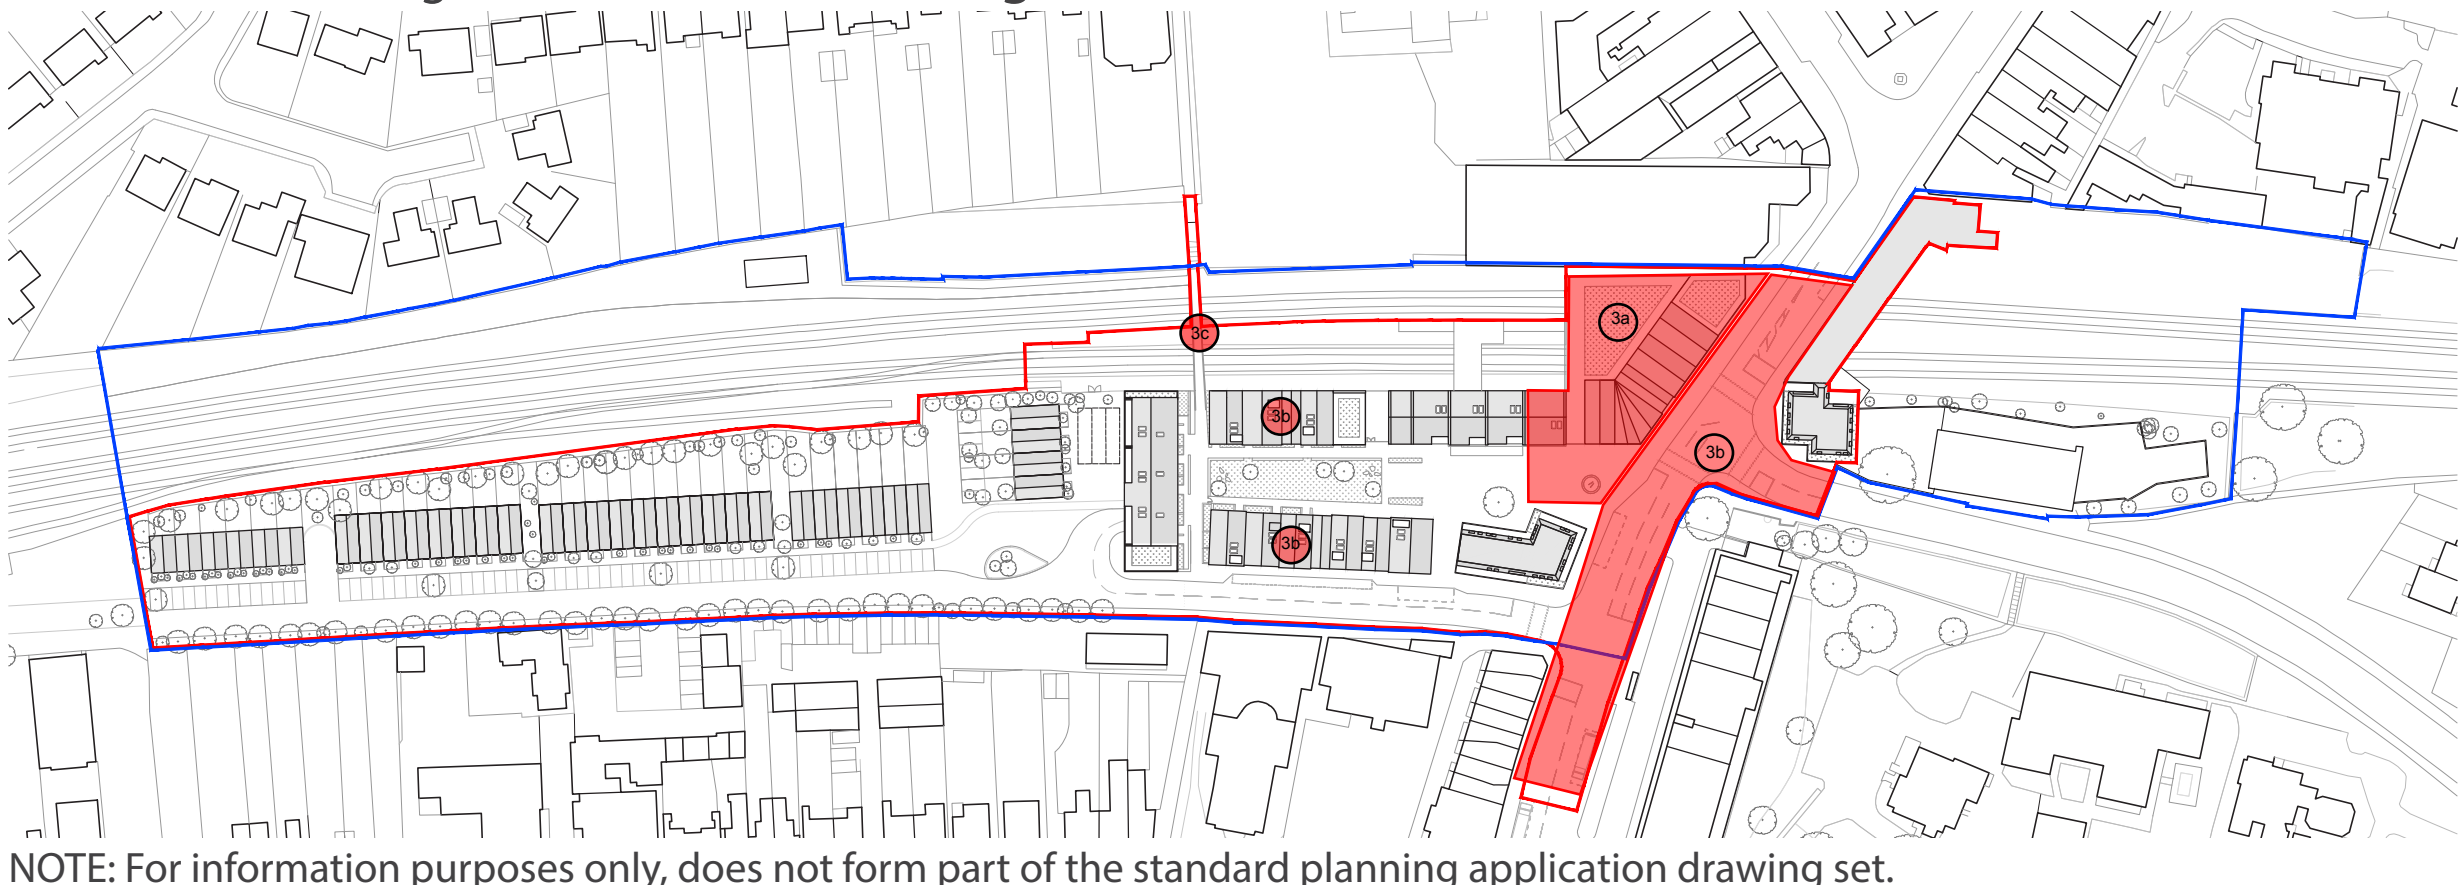 3a
3c
3b
3b
3b
NOTE: For information purposes only, does not form part of the standard planning application drawing set.